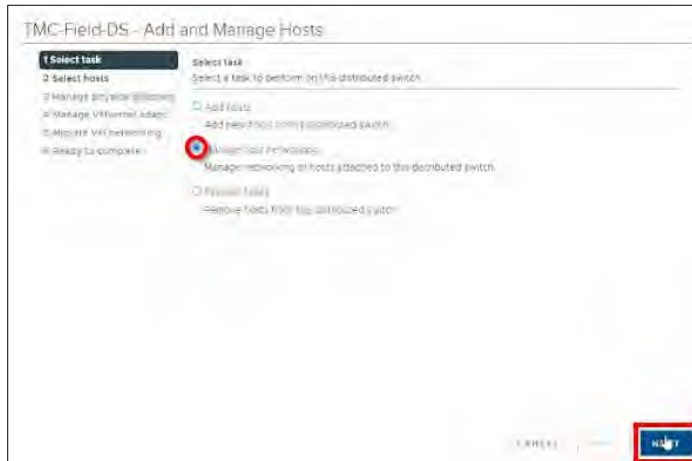 TMC-Field-DS - Add and Manage Hosts
1 Select task
2 Select hosts
3 Manage physical adapters
4 Manage VMkernel adapt...
5 Migrate VM networking
6 Ready to complete
Select task
Select a task to perform on this distributed switch.
Add hosts
Add new hosts to this distributed switch.
Manage host networking
Manage networking of hosts attached to this distributed switch.
Remove hosts
Remove hosts from this distributed switch.
CANCEL
NEXT